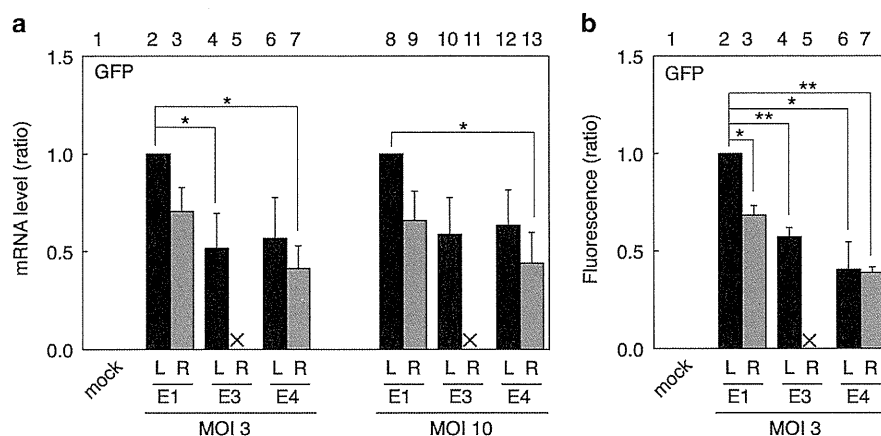 a
1 2 3 4 5 6 7 8 9 10 11 12 13
1.5
GFP
* * *
1.0
mRNA level (ratio)
0.5
×
×
0.0
mock
L R L R L R L R L R L R
E1 E3 E4 E1 E3 E4
MOI 3 MOI 10
b
1 2 3 4 5 6 7
1.5
GFP
**
*
**
*
1.0
Fluorescence (ratio)
0.5
×
0.0
mock
L R L R L R
E1 E3 E4
MOI 3